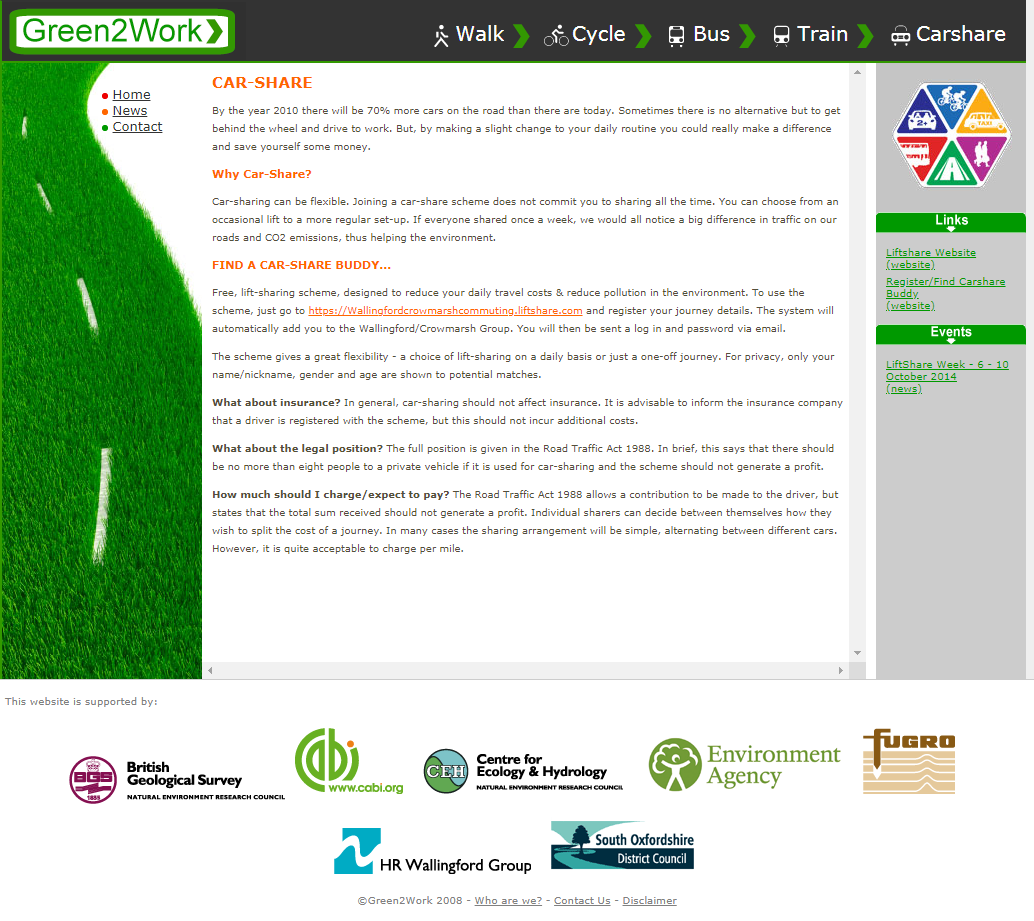 Green2Work
Walk
Cycle
Bus
Train
Carshare
Home
News
Contact
CAR-SHARE
By the year 2010 there will be 70% more cars on the road than there are today. Sometimes there is no alternative but to get
behind the wheel and drive to work. But, by making a slight change to your daily routine you could really make a difference
and save yourself some money.
Why Car-Share?
Car-sharing can be flexible. Joining a car-share scheme does not commit you to sharing all the time. You can choose from an
occasional lift to a more regular set-up. If everyone shared once a week, we would all notice a big difference in traffic on our
roads and CO2 emissions, thus helping the environment.
FIND A CAR-SHARE BUDDY...
Free, lift-sharing scheme, designed to reduce your daily travel costs & reduce pollution in the environment. To use the
scheme, just go to https://Wallingfordcrowmarshcommuting.liftshare.com and register your journey details. The system will
automatically add you to the Wallingford/Crowmarsh Group. You will then be sent a log in and password via email.
The scheme gives a great flexibility - a choice of lift-sharing on a daily basis or just a one-off journey. For privacy, only your
name/nickname, gender and age are shown to potential matches.
What about insurance? In general, car-sharing should not affect insurance. It is advisable to inform the insurance company
that a driver is registered with the scheme, but this should not incur additional costs.
What about the legal position? The full position is given in the Road Traffic Act 1988. In brief, this says that there should
be no more than eight people to a private vehicle if it is used for car-sharing and the scheme should not generate a profit.
How much should I charge/expect to pay? The Road Traffic Act 1988 allows a contribution to be made to the driver, but
states that the total sum received should not generate a profit. Individual sharers can decide between themselves how they
wish to split the cost of a journey. In many cases the sharing arrangement will be simple, alternating between different cars.
However, it is quite acceptable to charge per mile.
2+
TAXI
Links
Liftshare Website
(website)
Register/Find Carshare
Buddy
(website)
Events
LiftShare Week - 6 - 10
October 2014
(news)
This website is supported by:
BGS
1835
British
Geological Survey
NATURAL ENVIRONMENT RESEARCH COUNCIL
cabi
www.cabi.org
CEH
Centre for
Ecology & Hydrology
NATURAL ENVIRONMENT RESEARCH COUNCIL
Environment
Agency
FUGRO
HR Wallingford Group
South Oxfordshire
District Council
©Green2Work 2008 - Who are we? - Contact Us - Disclaimer